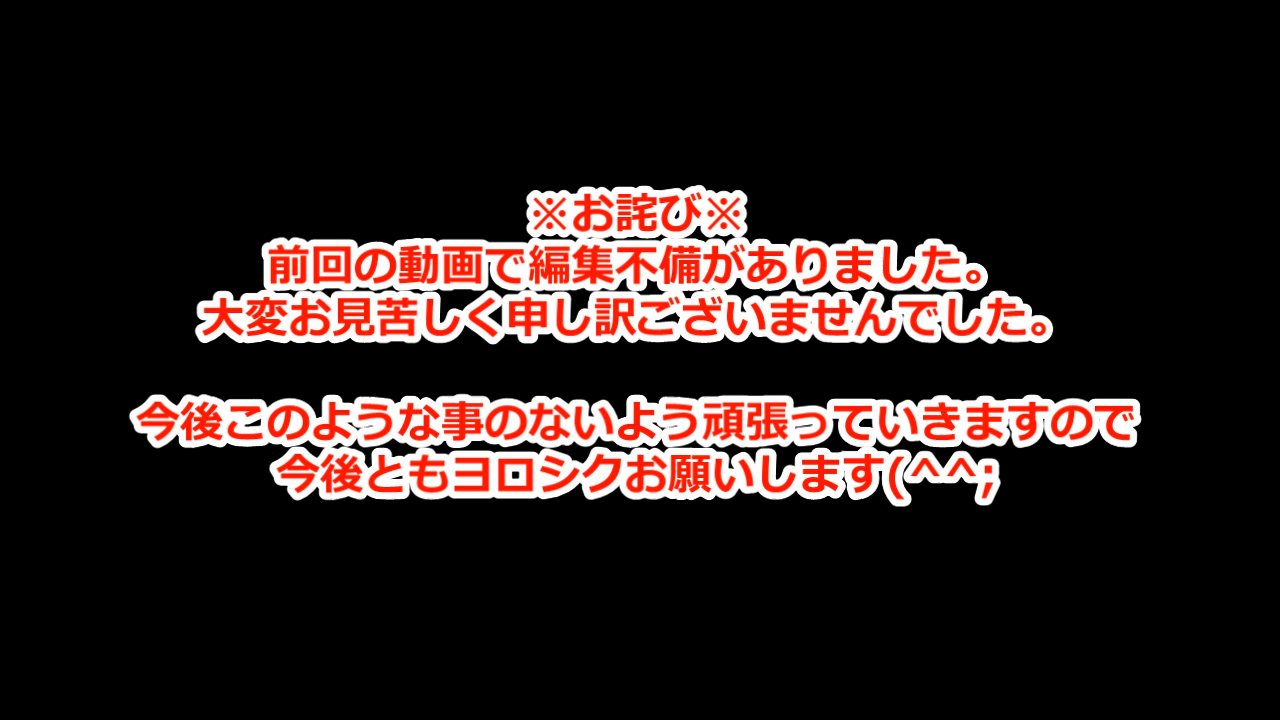 ※お詫び※
前回の動画で編集不備がありました。
大変お見苦しく申し訳ございませんでした。
今後このような事のないよう頑張っていきますので
今後ともヨロシクお願いします(^^;